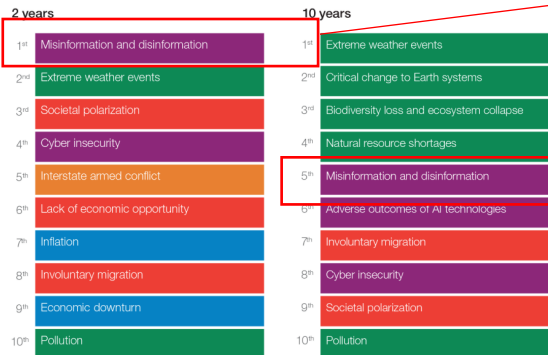 2 years
1st Misinformation and disinformation
2nd Extreme weather events
3rd Societal polarization
4th Cyber insecurity
5th Interstate armed conflict
6th Lack of economic opportunity
7th Inflation
8th Involuntary migration
9th Economic downturn
10th Pollution
10 years
1st Extreme weather events
2nd Critical change to Earth systems
3rd Biodiversity loss and ecosystem collapse
4th Natural resource shortages
5th Misinformation and disinformation
6th Adverse outcomes of AI technologies
7th Involuntary migration
8th Cyber insecurity
9th Societal polarization
10th Pollution